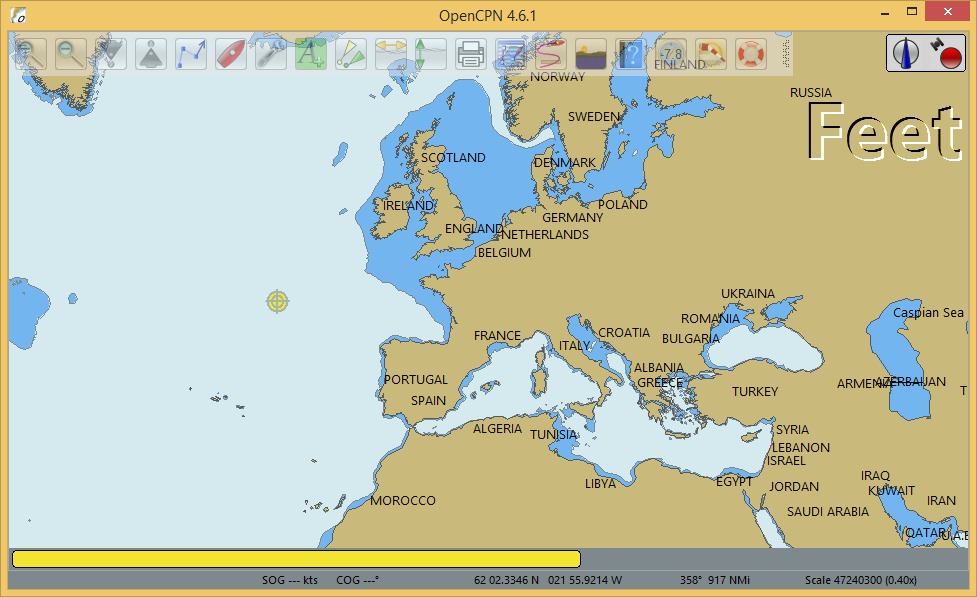 OpenCPN 4.6.1
-7.8
FINLAND
NORWAY
RUSSIA
Feet
SWEDEN
SCOTLAND
DENMARK
IRELAND
POLAND
GERMANY
ENGLAND
NETHERLANDS
BELGIUM
UKRAINA
Caspian Sea
ROMANIA
FRANCE
CROATIA
BULGARIA
ITALY
ALBANIA
PORTUGAL
GREECE
ARMENIA
AZERBAIJAN
TURKEY
T
SPAIN
ALGERIA
TUNISIA
SYRIA
LEBANON
ISRAEL
IRAQ
LIBYA
EGYPT
JORDAN
KUWAIT
MOROCCO
IRAN
SAUDI ARABIA
QATAR
U.A.E
SOG --- kts COG ---° 62 02.3346 N 021 55.9214 W 358° 917 NMi Scale 47240300 (0.40x)